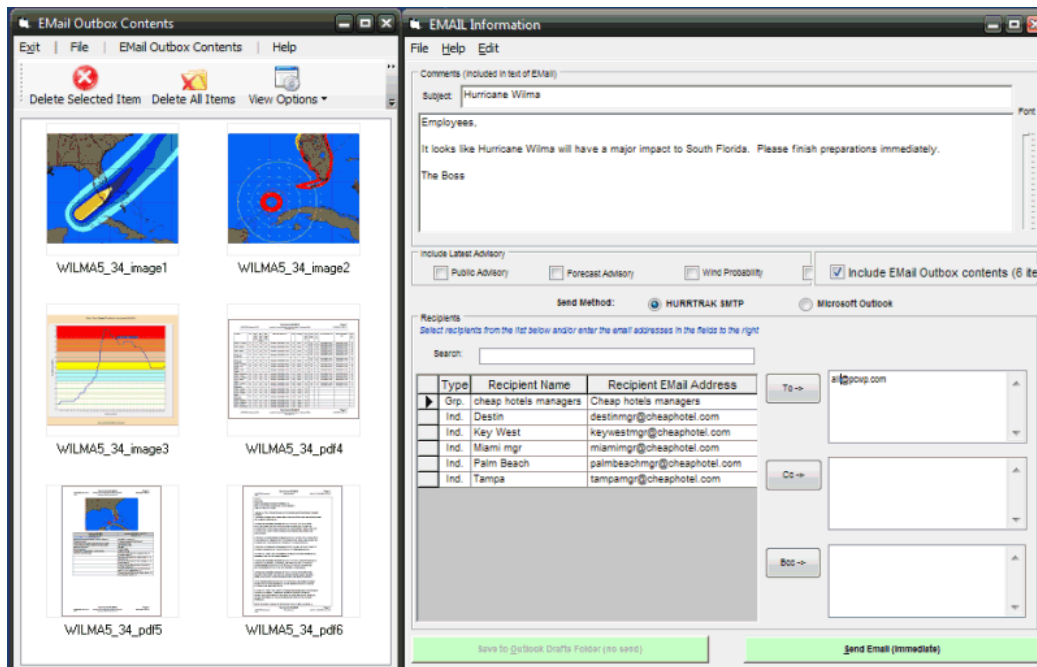 EMail Outbox Contents
Exit | File | EMail Outbox Contents | Help
Delete Selected Item Delete All Items View Options
WILMA5_34_image1 WILMA5_34_image2
WILMA5_34_image3 WILMA5_34_pdf4
WILMA5_34_pdf5 WILMA5_34_pdf6
EMAIL Information
File Help Edit
Comments (Included in text of EMail)
Subject: Hurricane Wilma
Font
Employees,
It looks like Hurricane Wilma will have a major impact to South Florida. Please finish preparations immediately.
The Boss
Include Latest Advisory
Public Advisory Forecast Advisory Wind Probability Include EMail Outbox contents (6 ite
Send Method: HURRTRAK SMTP Microsoft Outlook
Recipients
Select recipients from the list below and/or enter the email addresses in the fields to the right
Search:
Type Recipient Name Recipient EMail Address
Grp. cheap hotels managers Cheap hotels managers
Ind. Destin destinmgr@cheaphotel.com
Ind. Key West keywestmgr@cheaphotel.com
Ind. Miami mgr miamimgr@cheaphotel.com
Ind. Palm Beach palmbeachmgr@cheaphotel.com
Ind. Tampa tampamgr@cheaphotel.com
To ->
all@pcwp.com
Cc ->
Bcc ->
Save to Outlook Drafts Folder (no send) Send Email (Immediate)